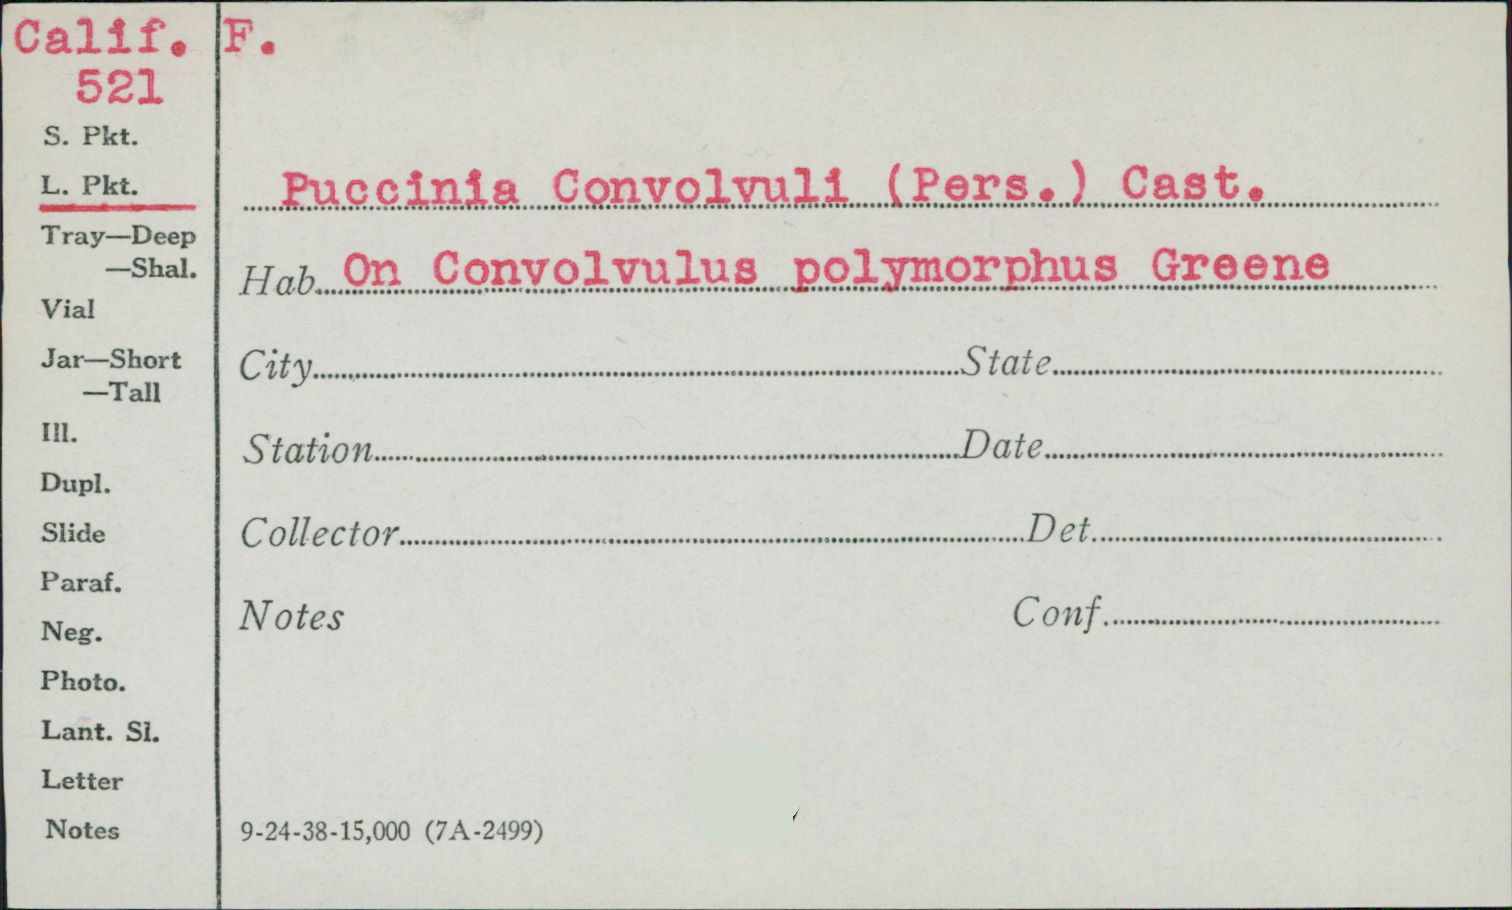 Calif. F.
521
S. Pkt.
L. Pkt.
Puccinia Convolvuli (Pers.) Cast.
Tray—Deep
—Shal.
Hab. On Convolvulus polymorphus Greene
Vial
Jar—Short
—Tall
City State
Ill.
Station Date
Dupl.
Slide
Collector Det.
Paraf.
Neg.
Notes Conf.
Photo.
Lant. Sl.
Letter
Notes
9-24-38-15,000 (7A-2499)